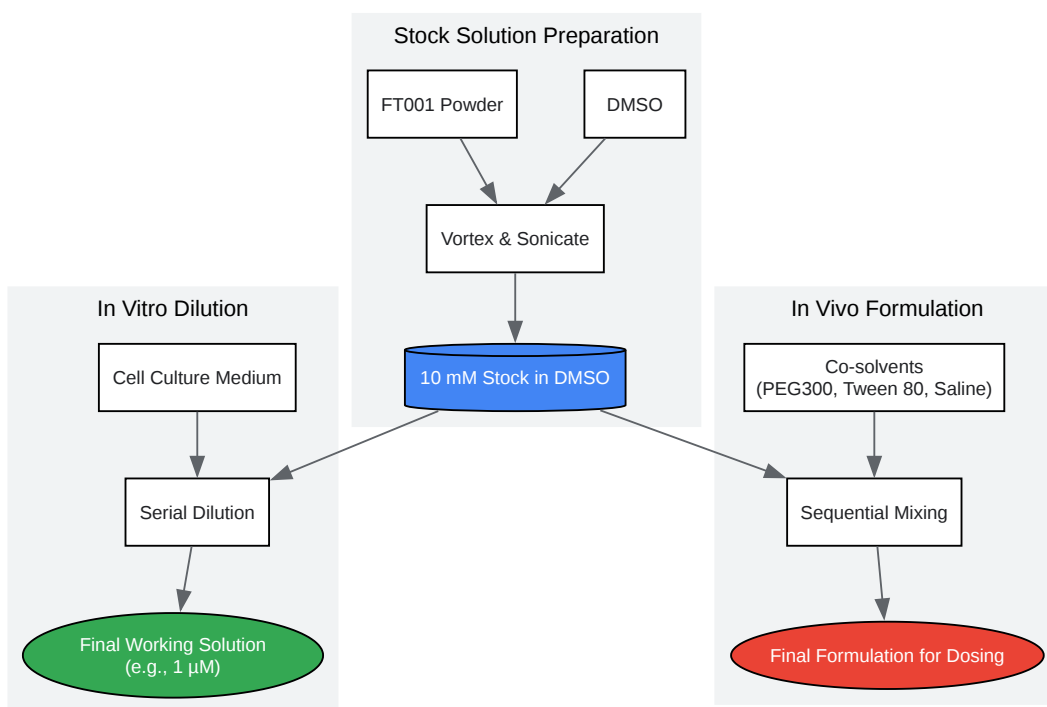 Stock Solution Preparation
FT001 Powder
DMSO
Vortex & Sonicate
10 mM Stock in DMSO
In Vitro Dilution
Cell Culture Medium
Serial Dilution
Final Working Solution
(e.g., 1 µM)
In Vivo Formulation
Co-solvents
(PEG300, Tween 80, Saline)
Sequential Mixing
Final Formulation for Dosing